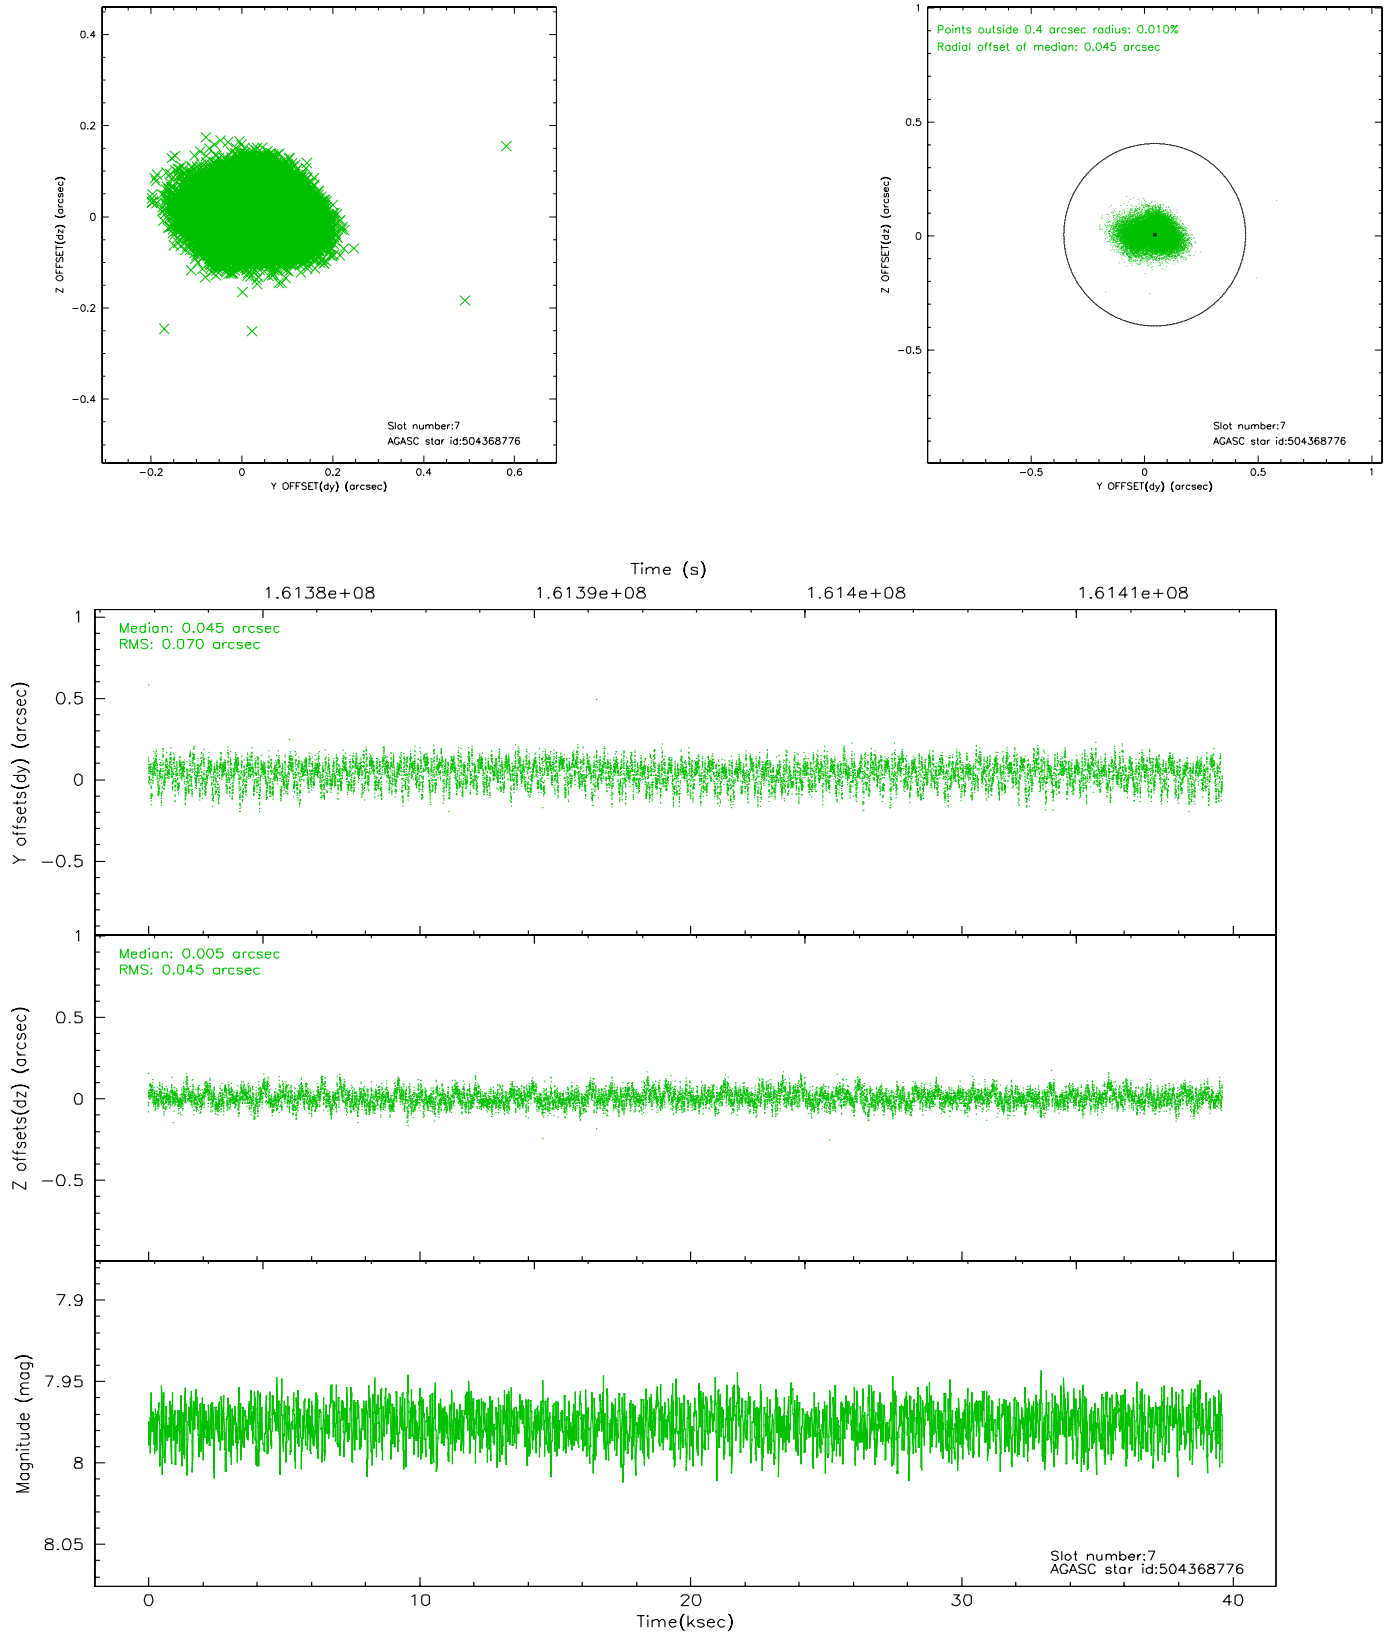 0.4
0.2
0
-0.2
-0.4
-0.2
0
0.2
0.4
0.6
Z OFFSET(dz) (arcsec)
Y OFFSET(dy) (arcsec)
Slot number:7
AGASC star id:504368776
Points outside 0.4 arcsec radius: 0.010%
Radial offset of median: 0.045 arcsec
1
0.5
0
-0.5
-0.5
0
0.5
1
Z OFFSET(dz) (arcsec)
Y OFFSET(dy) (arcsec)
Slot number:7
AGASC star id:504368776
Time (s)
1.6138e+08
1.6139e+08
1.614e+08
1.6141e+08
Median: 0.045 arcsec
RMS: 0.070 arcsec
1
0.5
0
-0.5
Y offsets(dy) (arcsec)
Median: 0.005 arcsec
RMS: 0.045 arcsec
1
0.5
0
-0.5
Z offsets(dz) (arcsec)
7.9
7.95
8
8.05
Magnitude (mag)
Slot number:7
AGASC star id:504368776
0
10
20
30
40
Time(ksec)